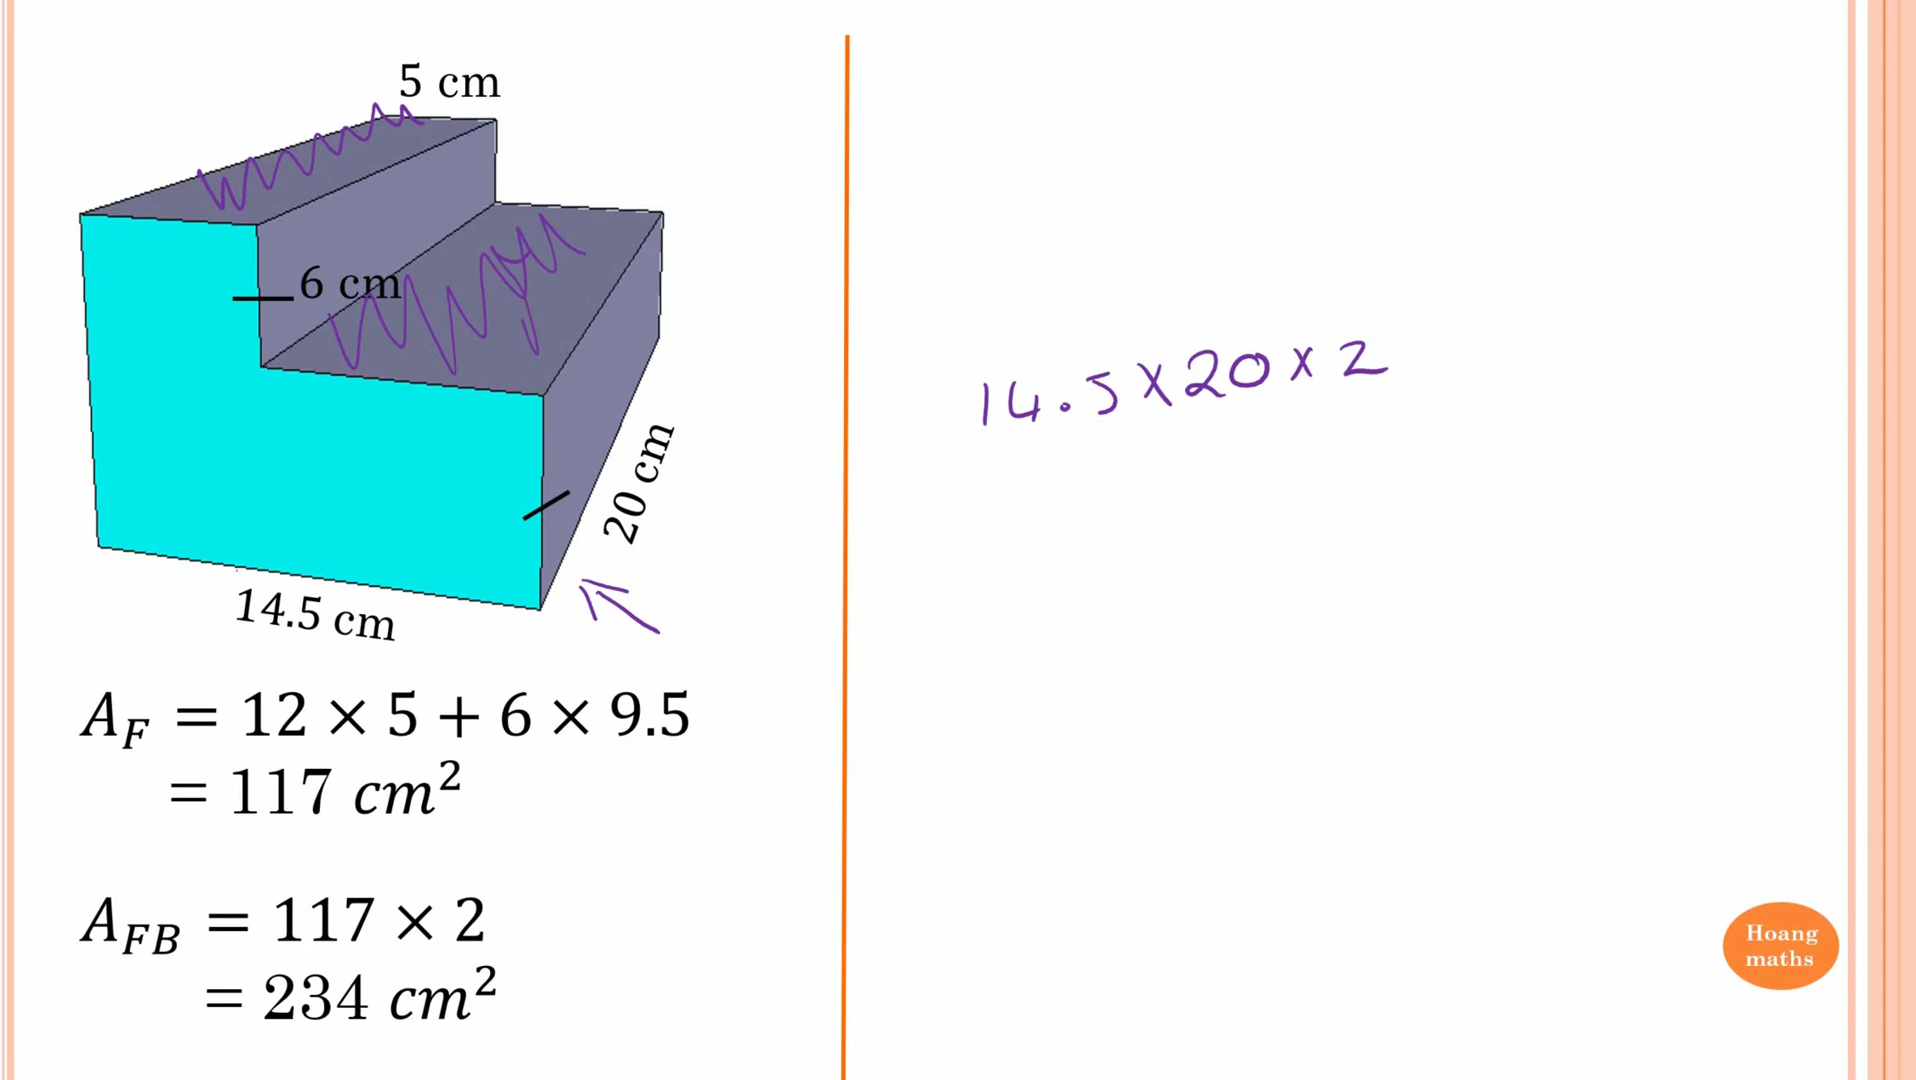 5 cm
6 cm
20 cm
14.5 cm
A_F = 12 × 5 + 6 × 9.5
= 117 cm²
A_FB = 117 × 2
= 234 cm²
14.5 × 20 × 2
Hoang
maths